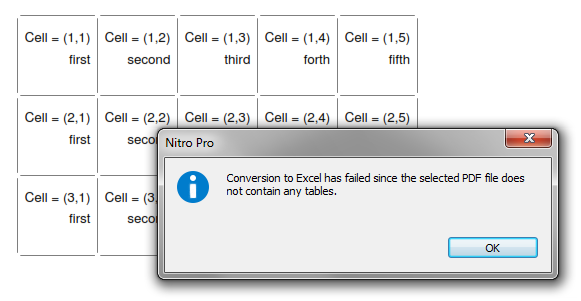 Cell = (1,1) Cell = (1,2) Cell = (1,3) Cell = (1,4) Cell = (1,5)
first second third forth fifth
Cell = (2,1) Cell = (2,2) Cell = (2,3) Cell = (2,4) Cell = (2,5)
first seco
Cell = (3,1) Cell = (3,
first seco
Nitro Pro
Conversion to Excel has failed since the selected PDF file does
not contain any tables.
OK